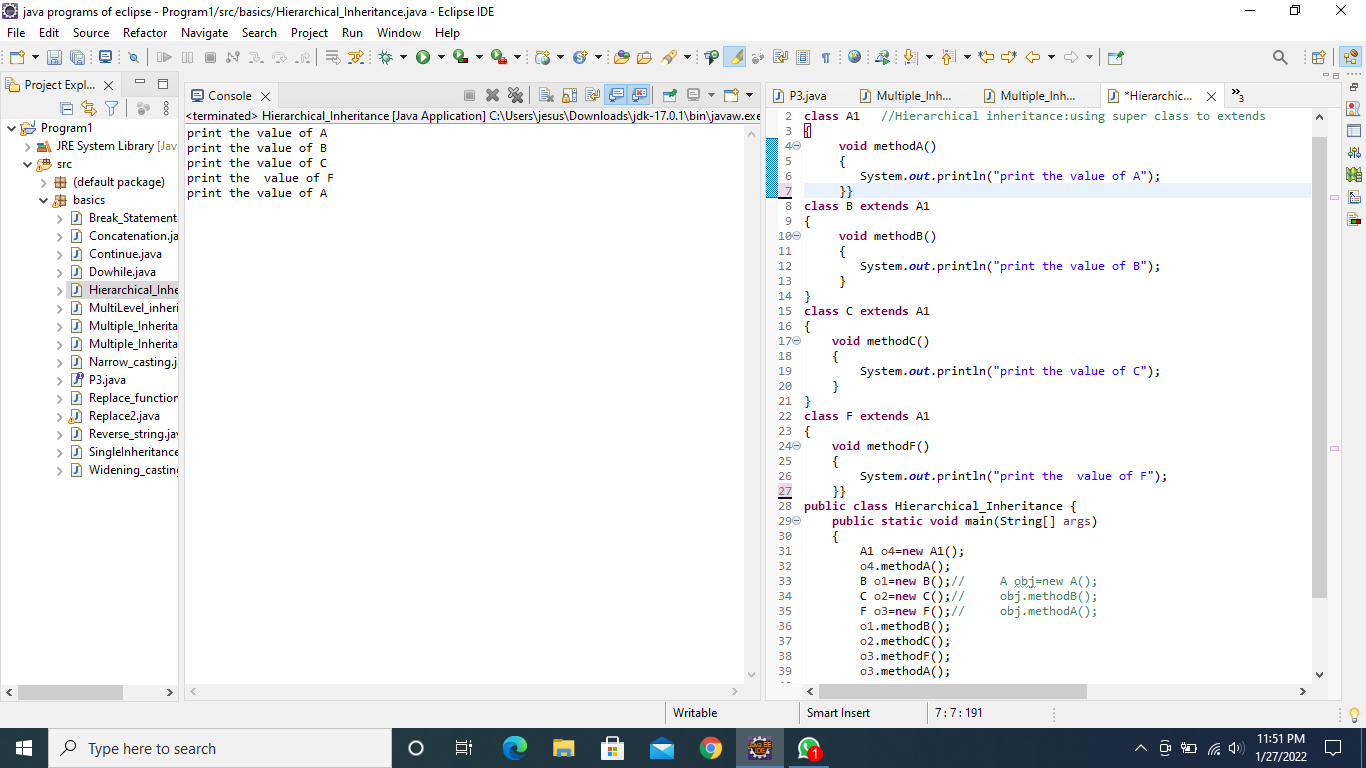 java programs of eclipse - Program1/src/basics/Hierarchical_Inheritance.java - Eclipse IDE
File Edit Source Refactor Navigate Search Project Run Window Help
Project Expl...
Program1
JRE System Library [Jav
src
(default package)
basics
Break_Statement
Concatenation.ja
Continue.java
Dowhile.java
Hierarchical_Inhe
MultiLevel_inheri
Multiple_Inherita
Multiple_Inherita
Narrow_casting.j
P3.java
Replace_function
Replace2.java
Reverse_string.jav
SingleInheritance
Widening_casting
Console
<terminated> Hierarchical_Inheritance [Java Application] C:\Users\jesus\Downloads\jdk-17.0.1\bin\javaw.exe
print the value of A
print the value of B
print the value of C
print the  value of F
print the value of A
P3.java Multiple_Inh... Multiple_Inh... *Hierarchic... »3
2 class A1   //Hierarchical inheritance:using super class to extends
3 {
4     void methodA()
5     {
6        System.out.println("print the value of A");
7     }}
8 class B extends A1
9 {
10     void methodB()
11     {
12        System.out.println("print the value of B");
13     }
14 }
15 class C extends A1
16 {
17    void methodC()
18    {
19        System.out.println("print the value of C");
20    }
21 }
22 class F extends A1
23 {
24    void methodF()
25    {
26        System.out.println("print the  value of F");
27    }}
28 public class Hierarchical_Inheritance {
29    public static void main(String[] args)
30    {
31        A1 o4=new A1();
32        o4.methodA();
33        B o1=new B();//     A obj=new A();
34        C o2=new C();//     obj.methodB();
35        F o3=new F();//     obj.methodA();
36        o1.methodB();
37        o2.methodC();
38        o3.methodF();
39        o3.methodA();
Writable Smart Insert 7 : 7 : 191
Type here to search
JAVA EE
IDE
1
11:51 PM
1/27/2022